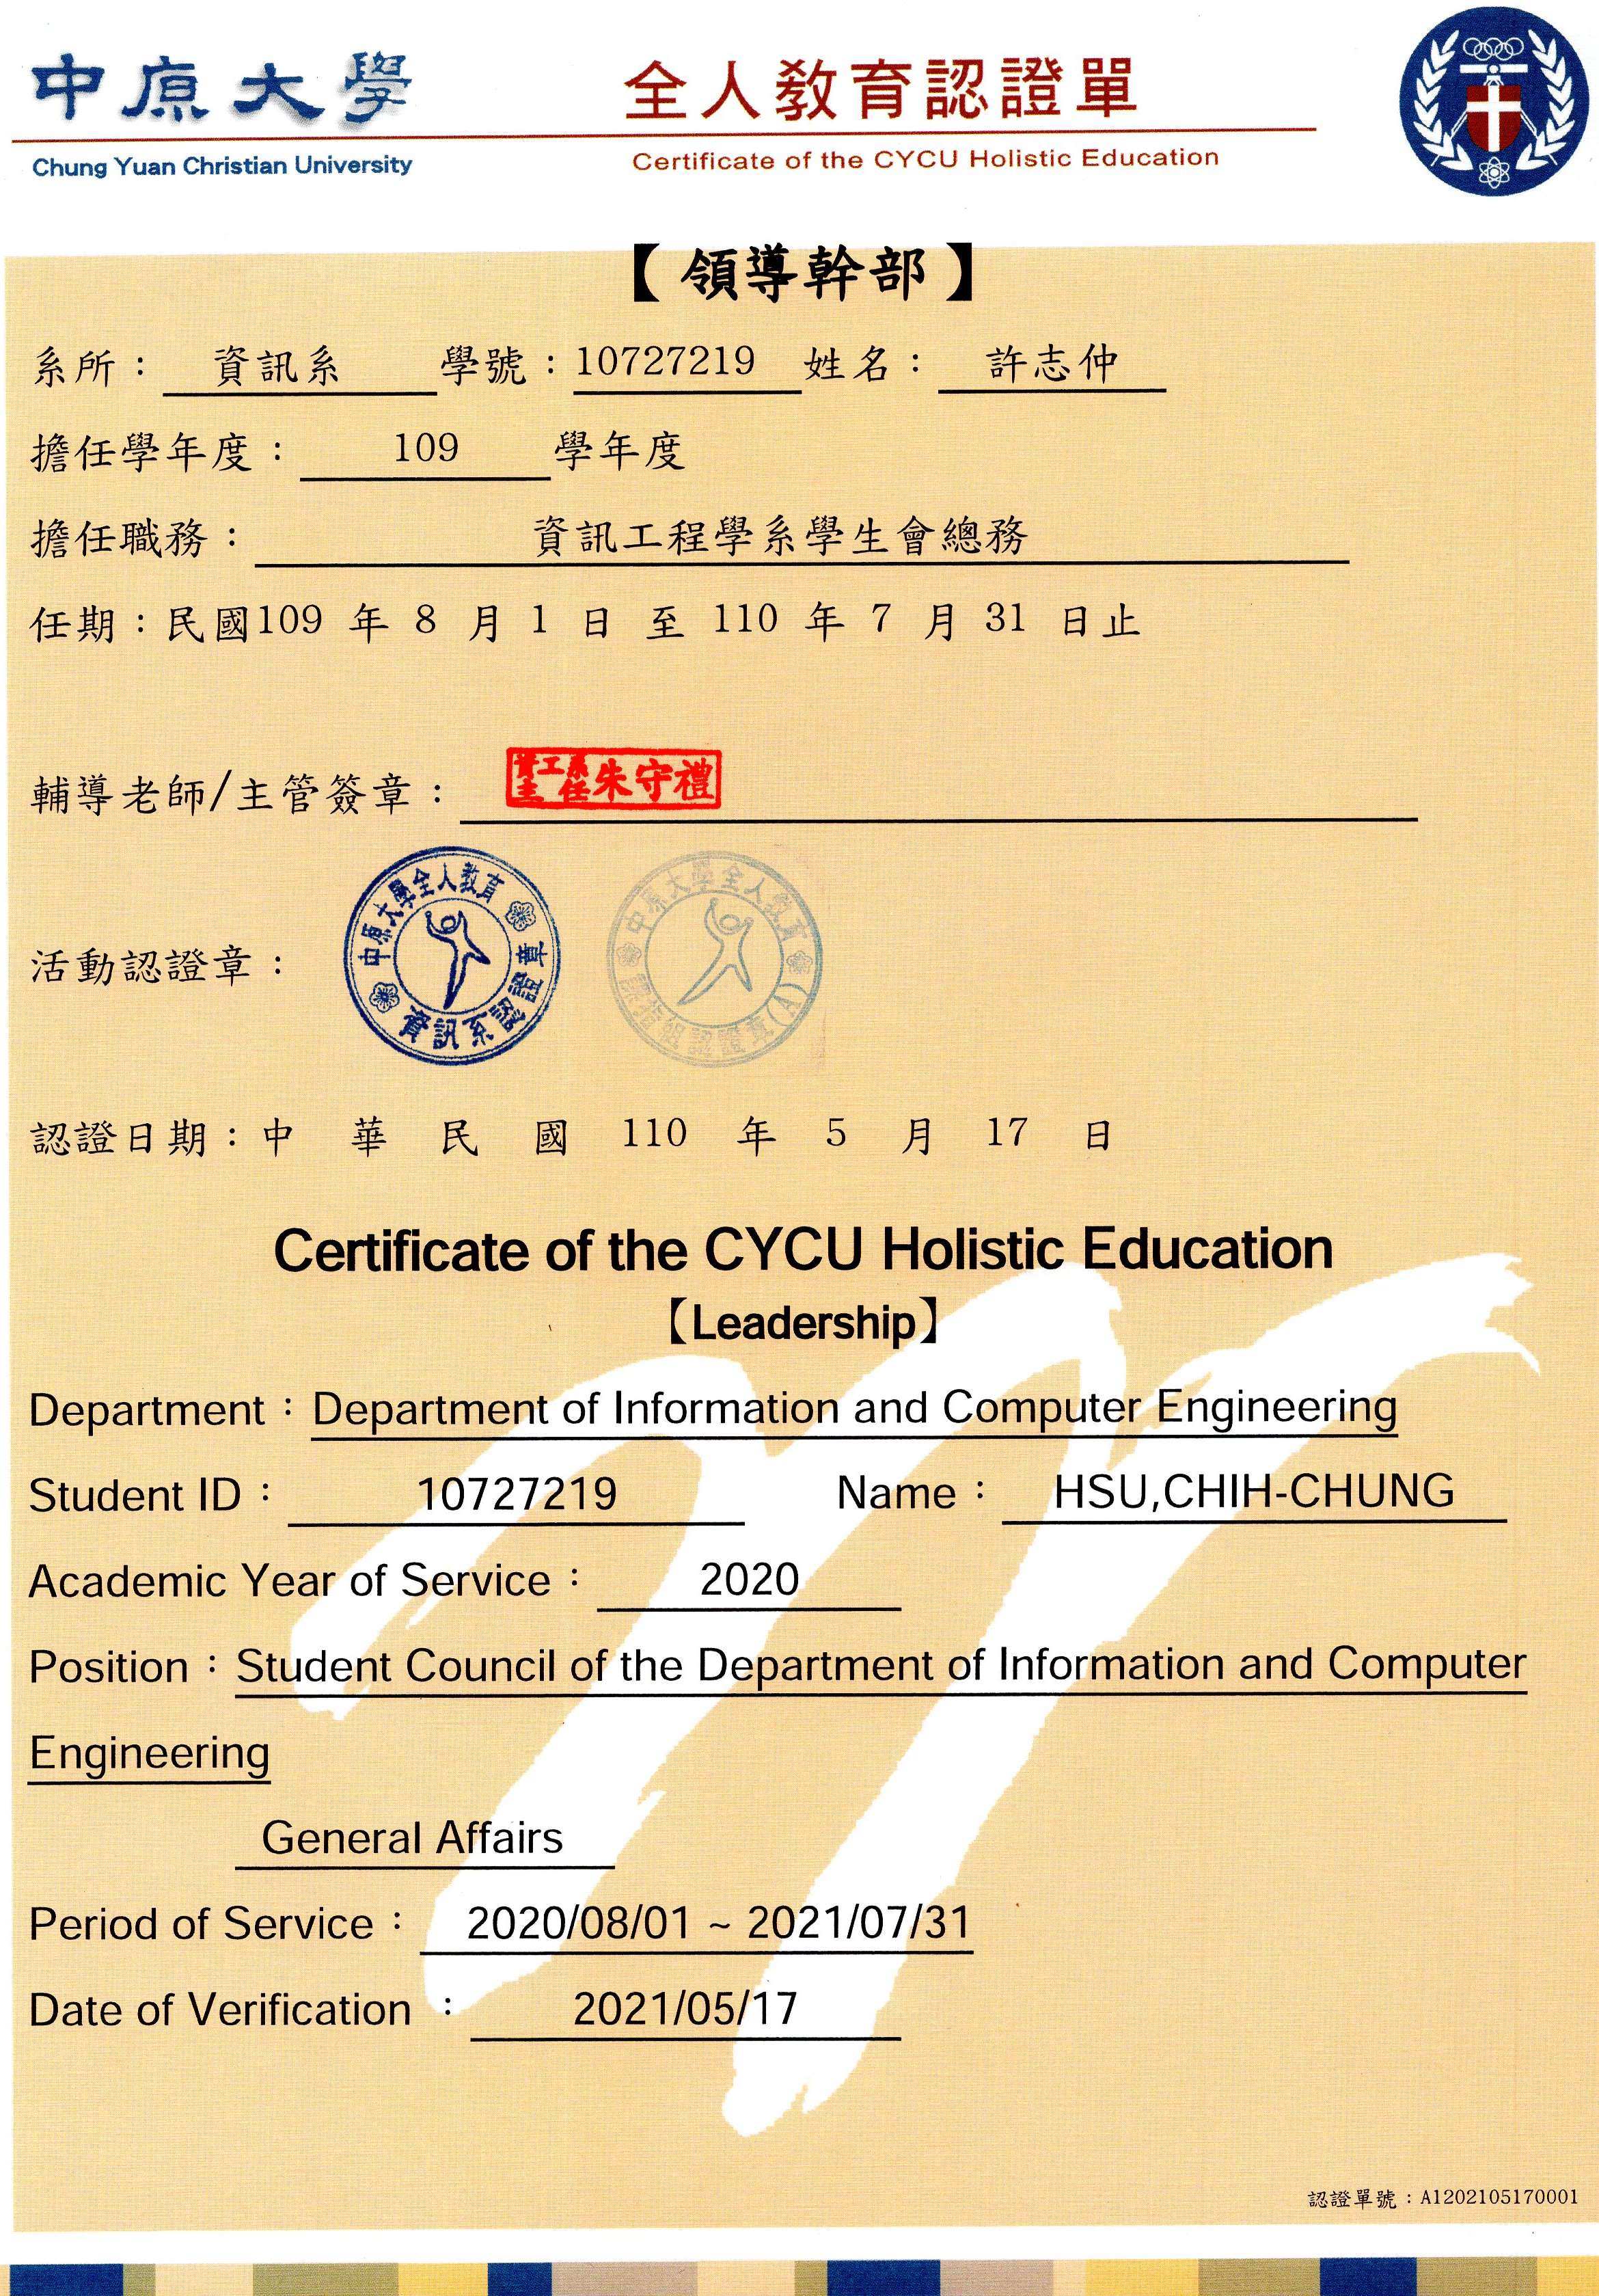 中原大學
全人教育認證單
Chung Yuan Christian University
Certificate of the CYCU Holistic Education
【領導幹部】
系所： 資訊系 學號：10727219 姓名： 許志仲
擔任學年度： 109 學年度
擔任職務： 資訊工程學系學生會總務
任期：民國109 年 8 月 1 日 至 110 年 7 月 31 日止
輔導老師/主管簽章：
資工系主任 朱守禮
活動認證章：
中原大學全人教育
資訊系認證章
中原大學全人教育
課指組認證章(A)
認證日期：中 華 民 國 110 年 5 月 17 日
Certificate of the CYCU Holistic Education
【Leadership】
Department：Department of Information and Computer Engineering
Student ID： 10727219 Name： HSU,CHIH-CHUNG
Academic Year of Service： 2020
Position：Student Council of the Department of Information and Computer
Engineering
General Affairs
Period of Service： 2020/08/01 ~ 2021/07/31
Date of Verification ： 2021/05/17
認證單號：A1202105170001